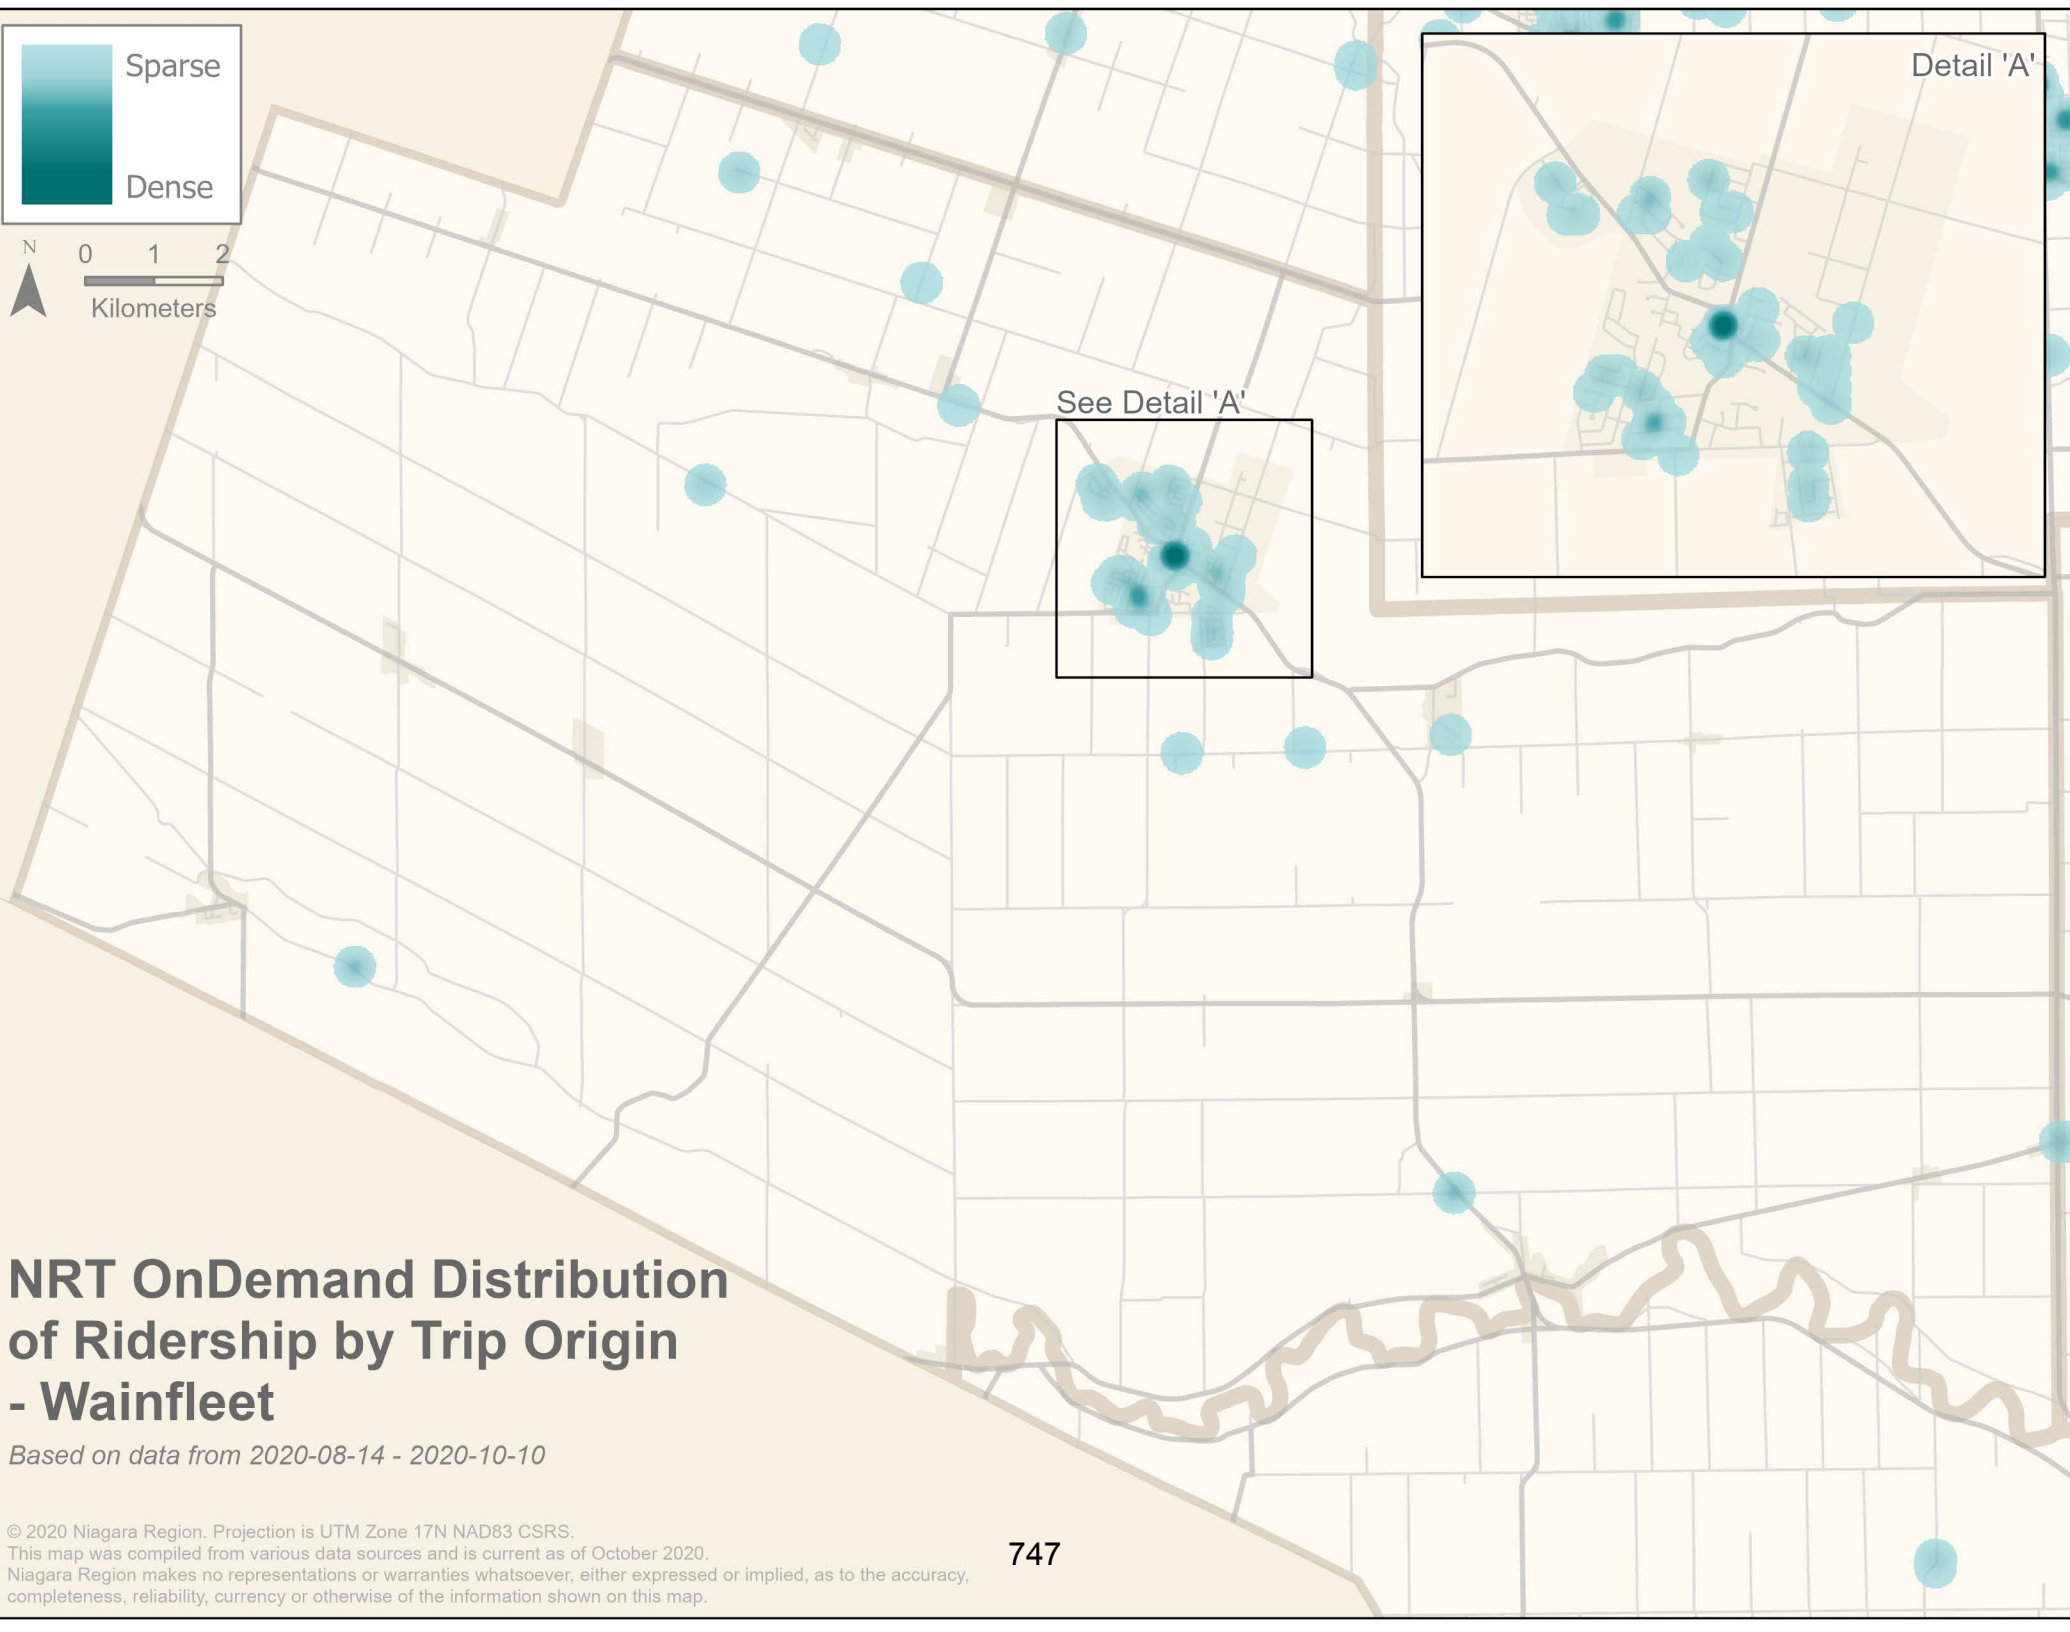 Sparse
Dense
N
0 1 2
Kilometers
Detail 'A'
See Detail 'A'
NRT OnDemand Distribution
of Ridership by Trip Origin
- Wainfleet
Based on data from 2020-08-14 - 2020-10-10
© 2020 Niagara Region. Projection is UTM Zone 17N NAD83 CSRS.
This map was compiled from various data sources and is current as of October 2020.
Niagara Region makes no representations or warranties whatsoever, either expressed or implied, as to the accuracy,
completeness, reliability, currency or otherwise of the information shown on this map.
747